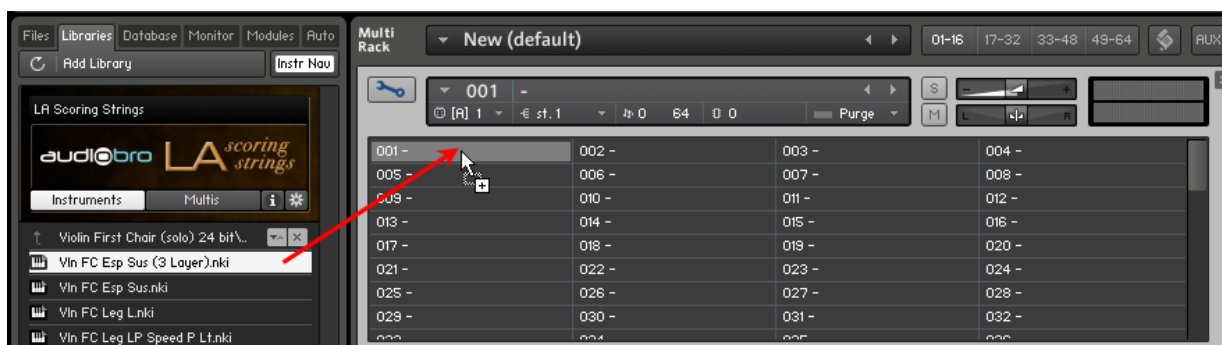 Files Libraries Database Monitor Modules Auto
Add Library Instr Nav
LA Scoring Strings
audiobro LA scoring strings
Instruments Multis i
Violin First Chair (solo) 24 bit\..
Vln FC Esp Sus (3 Layer).nki
Vln FC Esp Sus.nki
Vln FC Leg L.nki
Vln FC Leg LP Speed P Lt.nki
Multi Rack New (default) 01-16 17-32 33-48 49-64 AUX
001 - S - +
[A] 1 st. 1 0 64 0 Purge M L R
001 - 002 - 003 - 004 -
005 - 006 - 007 - 008 -
009 - 010 - 011 - 012 -
013 - 014 - 015 - 016 -
017 - 018 - 019 - 020 -
021 - 022 - 023 - 024 -
025 - 026 - 027 - 028 -
029 - 030 - 031 - 032 -